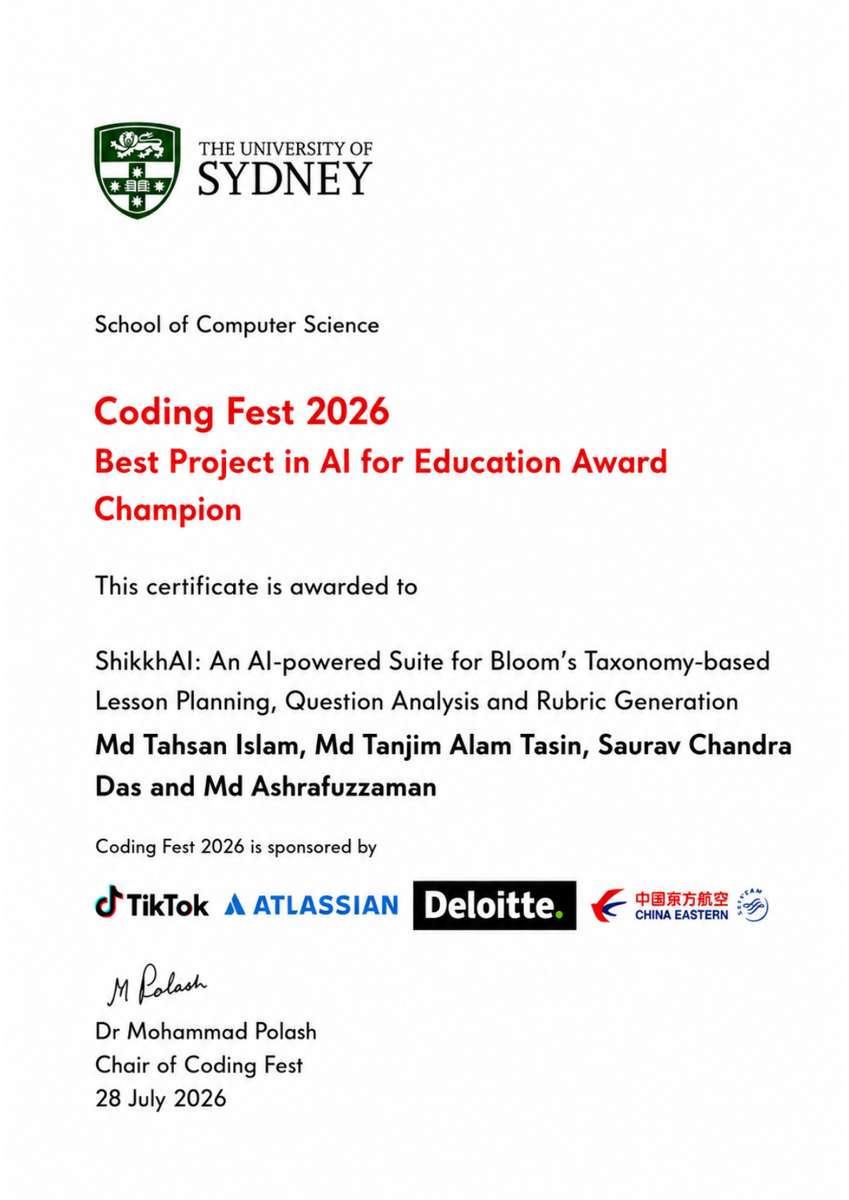 THE UNIVERSITY OF
SYDNEY
School of Computer Science
Coding Fest 2026
Best Project in AI for Education Award
Champion
This certificate is awarded to
ShikkhAI: An AI-powered Suite for Bloom’s Taxonomy-based
Lesson Planning, Question Analysis and Rubric Generation
Md Tahsan Islam, Md Tanjim Alam Tasin, Saurav Chandra
Das and Md Ashrafuzzaman
Coding Fest 2026 is sponsored by
TikTok ATLASSIAN Deloitte. 中国东方航空 CHINA EASTERN SKYTEAM
M Polash
Dr Mohammad Polash
Chair of Coding Fest
28 July 2026